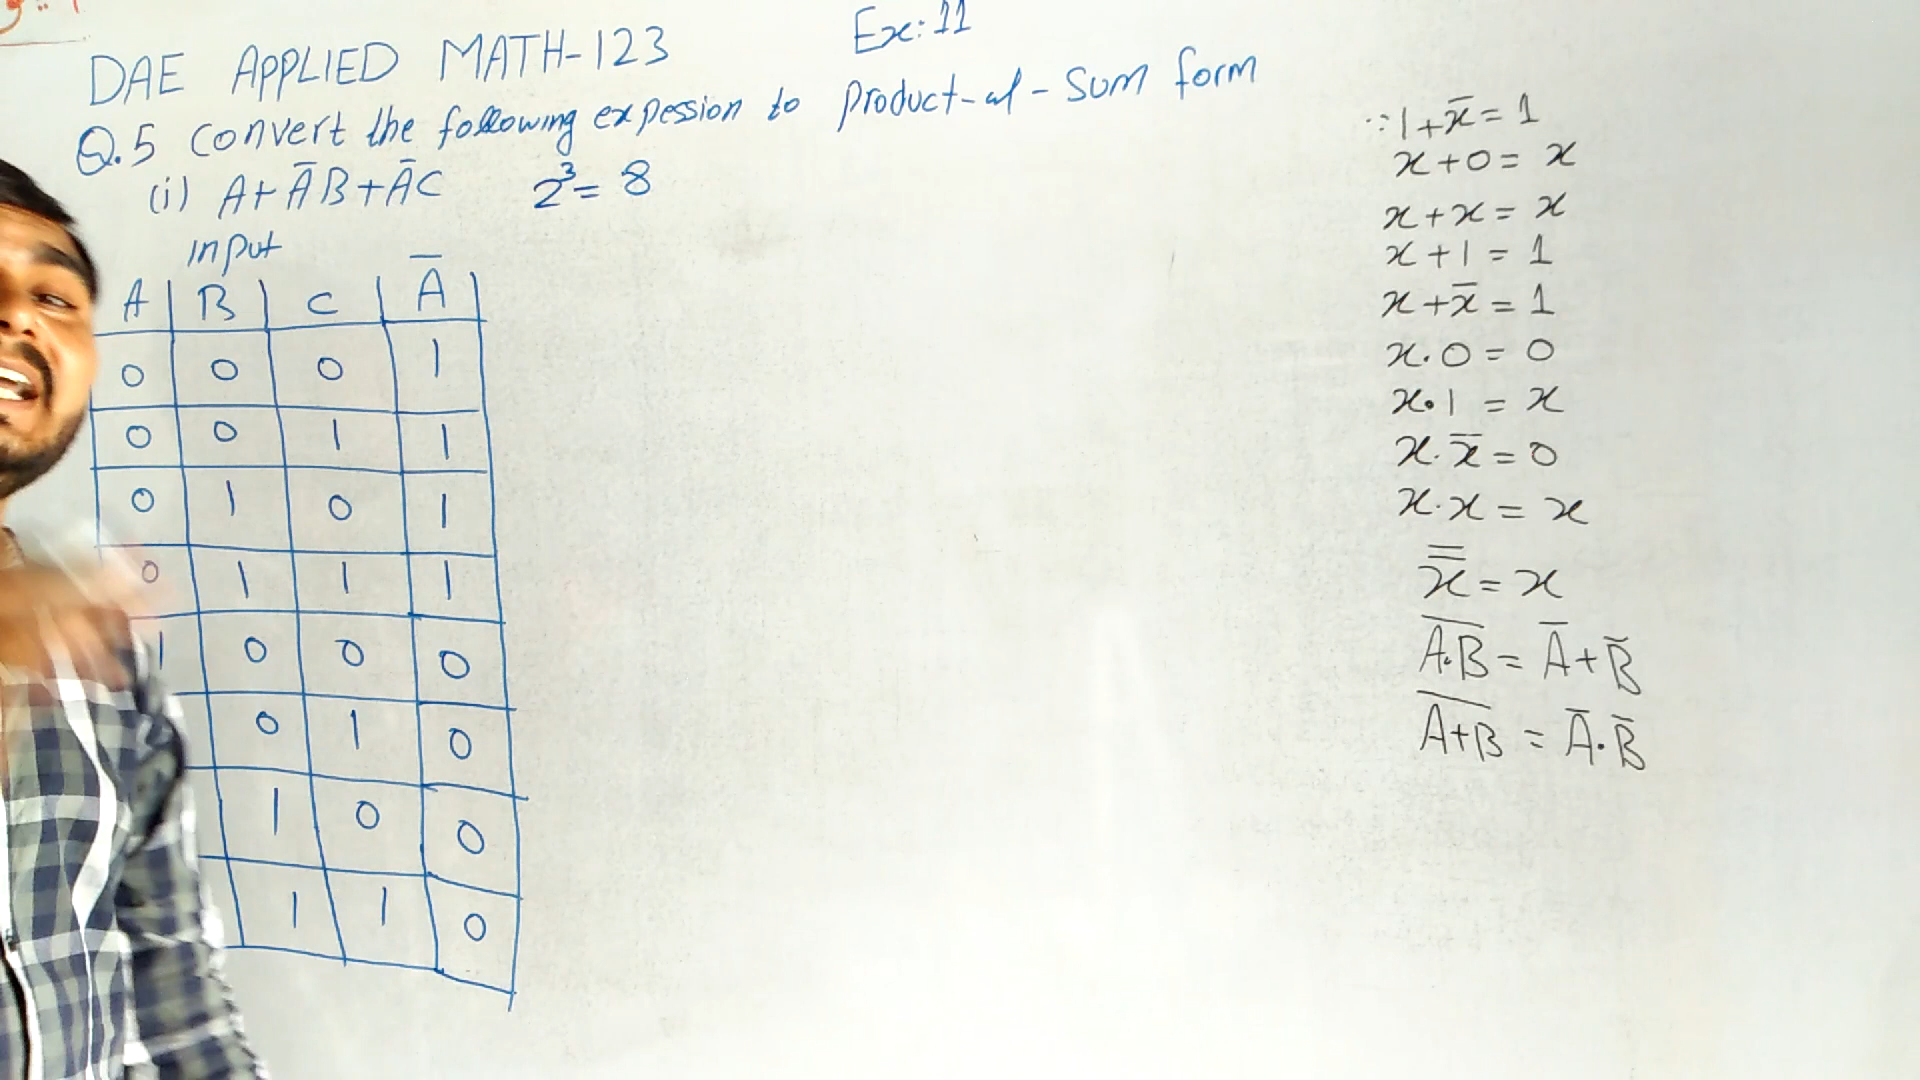 DAE APPLIED MATH-123 Ex: 11
Q.5 convert the following expession to product-of-sum form
(i) A+A̅B+A̅C 2³= 8
input
A | B | C | A̅
0 0 0 1
0 0 1 1
0 1 0 1
0 1 1 1
1 0 0 0
0 1 0
1 0 0
1 1 0
∵ 1+x̅ = 1
x+0 = x
x+x = x
x+1 = 1
x+x̅ = 1
x.0 = 0
x.1 = x
x.x̅ = 0
x.x = x
x̿ = x
A̅.̅B̅ = A̅+B̅
A̅+̅B̅ = A̅.B̅